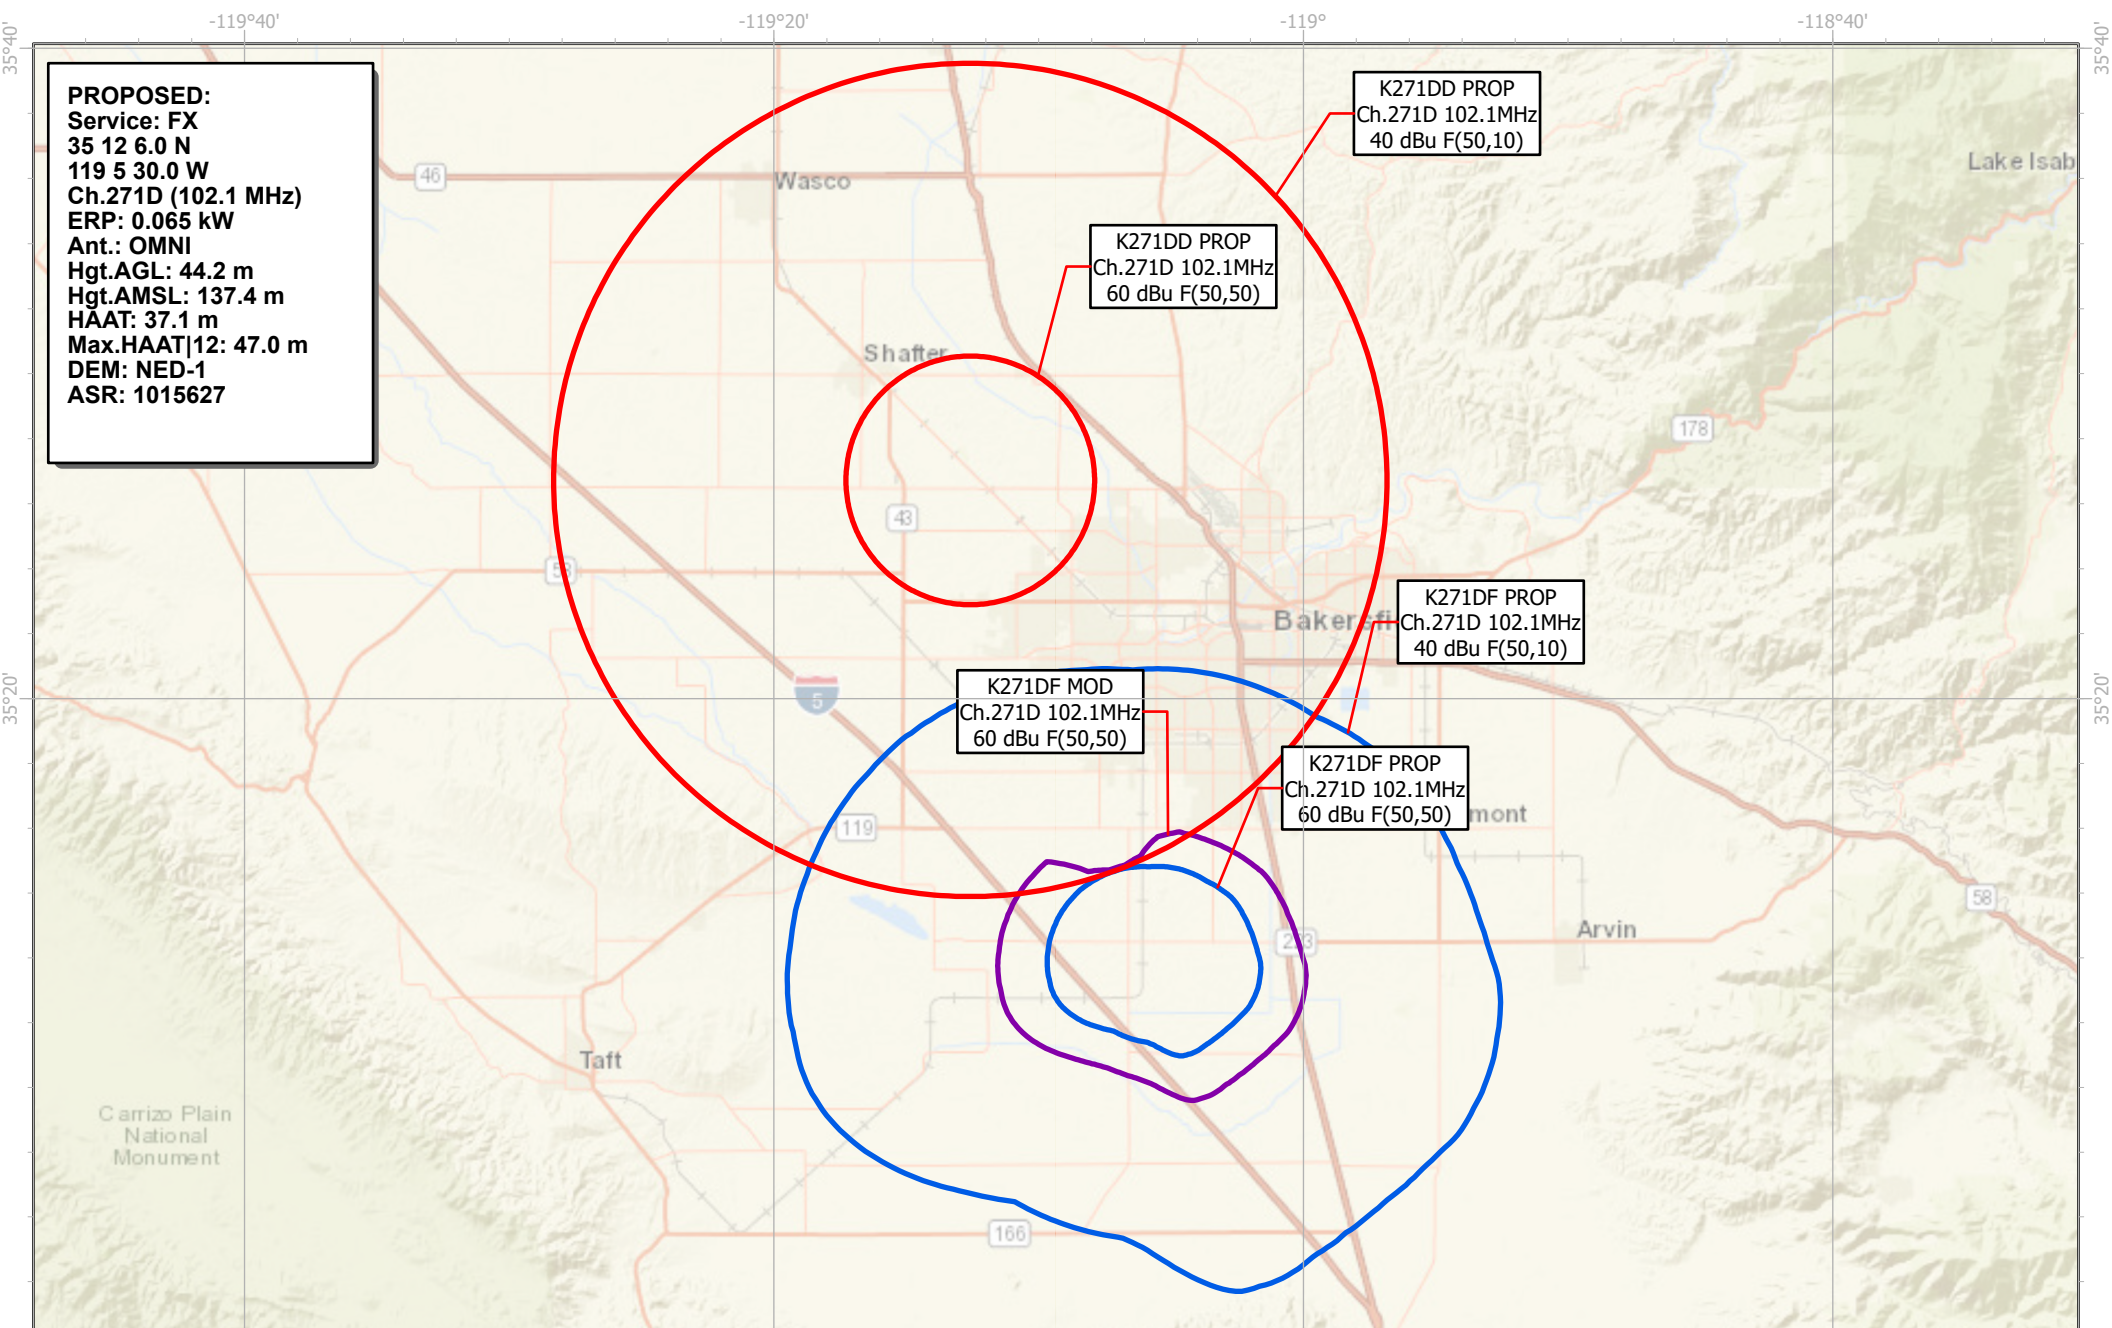 -119°40'
-119°20'
-119°
-118°40'
35°40'
35°40'
PROPOSED:
Service: FX
35 12 6.0 N
119 5 30.0 W
Ch.271D (102.1 MHz)
ERP: 0.065 kW
Ant.: OMNI
Hgt.AGL: 44.2 m
Hgt.AMSL: 137.4 m
HAAT: 37.1 m
Max.HAAT|12: 47.0 m
DEM: NED-1
ASR: 1015627
K271DD PROP
Ch.271D 102.1MHz
40 dBu F(50,10)
Lake Isab
46
Wasco
K271DD PROP
Ch.271D 102.1MHz
60 dBu F(50,50)
Shafter
178
43
58
Bakersfi
K271DF PROP
Ch.271D 102.1MHz
40 dBu F(50,10)
35°20'
35°20'
5
K271DF MOD
Ch.271D 102.1MHz
60 dBu F(50,50)
K271DF PROP
Ch.271D 102.1MHz
60 dBu F(50,50)
mont
119
58
Arvin
223
Taft
Carrizo Plain
National
Monument
166